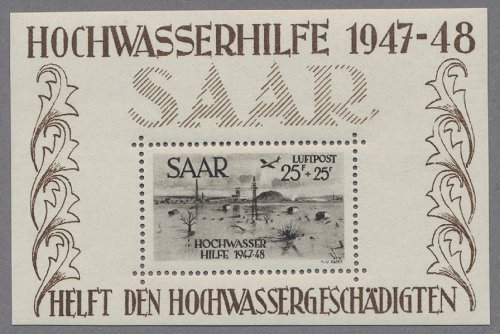 HOCHWASSERHILFE 1947-48
SAAR
SAAR
LUFTPOST
25F+25F
HOCHWASSER
HILFE 1947-48
HELFT DEN HOCHWASSERGESCHÄDIGTEN